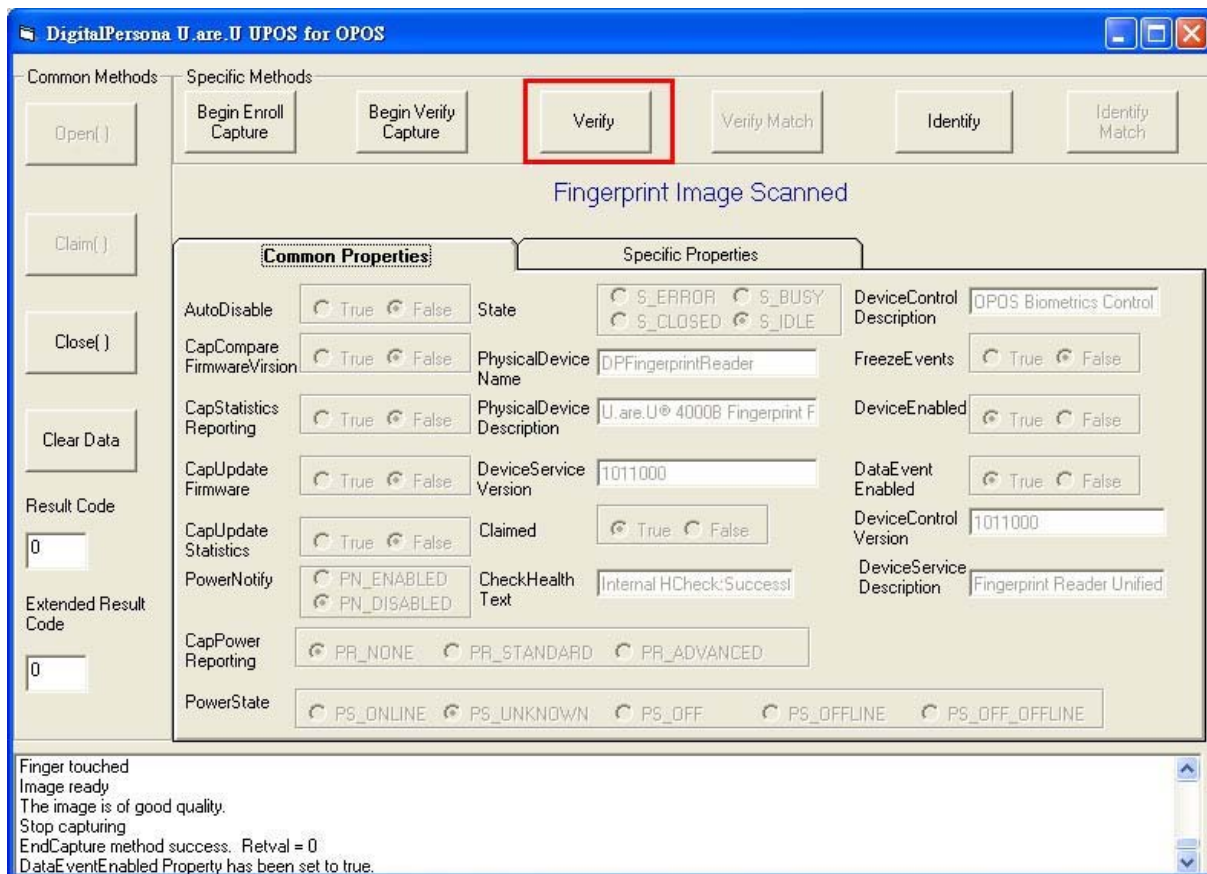 DigitalPersona U.are.U UPOS for OPOS
Common Methods
Specific Methods
Open( )
Claim( )
Close( )
Clear Data
Result Code
0
Extended Result
Code
0
Begin Enroll
Capture
Begin Verify
Capture
Verify
Verify Match
Identify
Identify
Match
Fingerprint Image Scanned
Common Properties
Specific Properties
AutoDisable
True False
CapCompare
FirmwareVirsion
True False
CapStatistics
Reporting
True False
CapUpdate
Firmware
True False
CapUpdate
Statistics
True False
PowerNotify
PN_ENABLED
PN_DISABLED
CapPower
Reporting
PR_NONE PR_STANDARD PR_ADVANCED
PowerState
PS_ONLINE PS_UNKNOWN PS_OFF PS_OFFLINE PS_OFF_OFFLINE
State
S_ERROR S_BUSY
S_CLOSED S_IDLE
PhysicalDevice
Name
DPFingerprintReader
PhysicalDevice
Description
U.are.U® 4000B Fingerprint F
DeviceService
Version
1011000
Claimed
True False
CheckHealth
Text
Internal HCheck:Successf
DeviceControl
Description
OPOS Biometrics Control
FreezeEvents
True False
DeviceEnabled
True False
DataEvent
Enabled
True False
DeviceControl
Version
1011000
DeviceService
Description
Fingerprint Reader Unified
Finger touched
Image ready
The image is of good quality.
Stop capturing
EndCapture method success. Retval = 0
DataEventEnabled Property has been set to true.